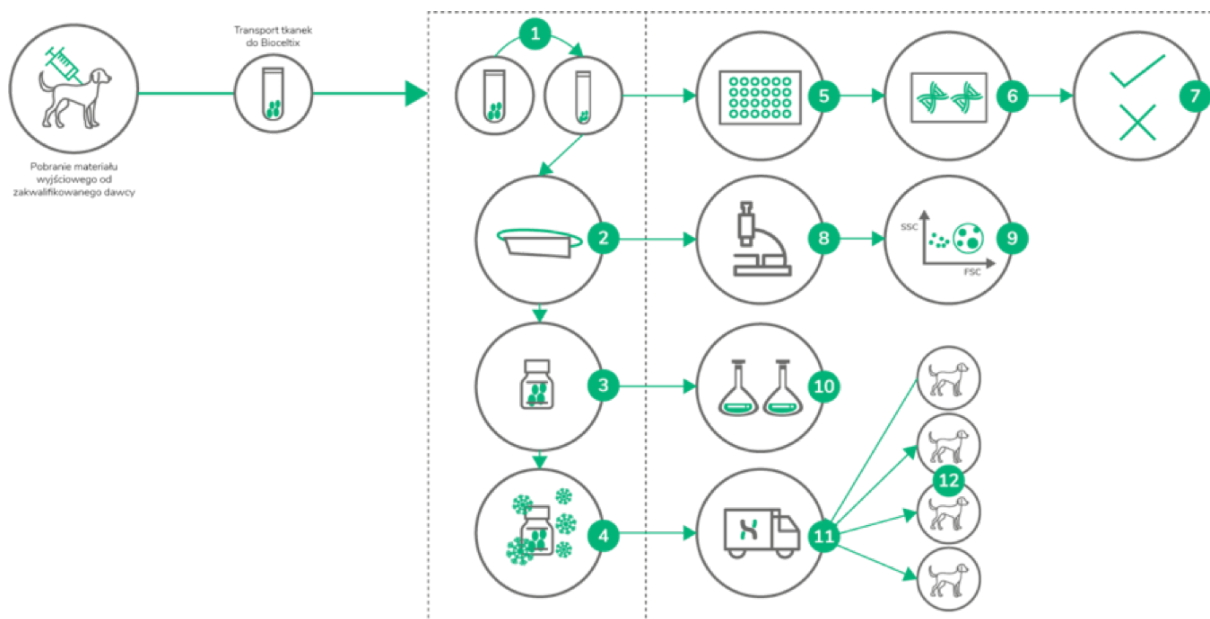 Transport tkanek
do Bioceltix
Pobranie materiału
wyjściowego od
zakwalifikowanego dawcy
1
5
6
7
2
8
SSC
FSC
9
3
10
4
11
12